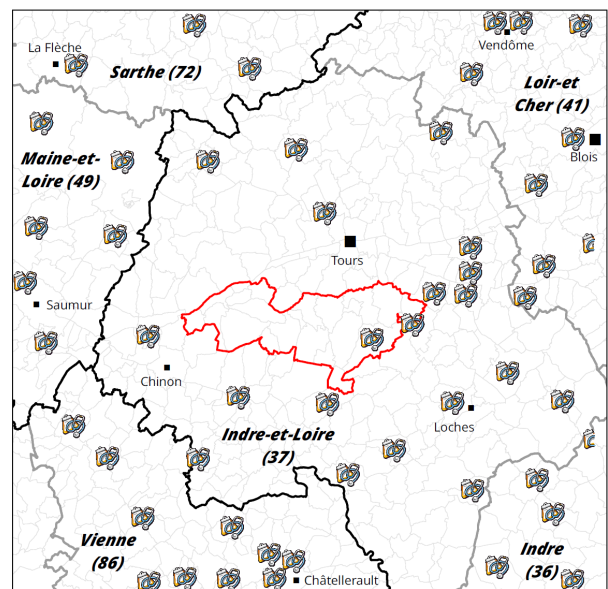 La Flèche
Sarthe (72)
Vendôme
Loir-et
Cher (41)
Blois
Maine-et-
Loire (49)
Tours
Saumur
Chinon
Loches
Indre-et-Loire
(37)
Vienne
(86)
Indre
(36)
Châtellerault